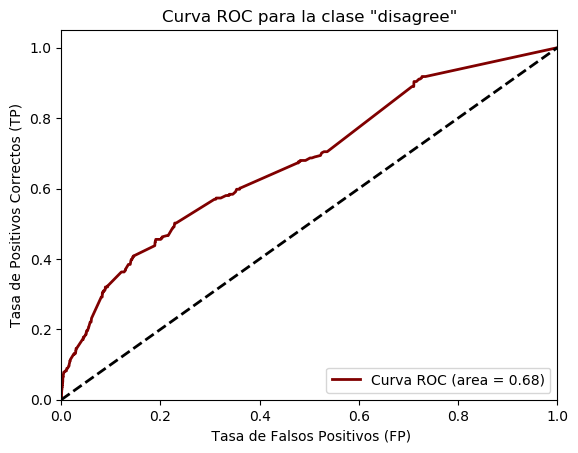 Curva ROC para la clase "disagree"
Tasa de Positivos Correctos (TP)
1.0
0.8
0.6
0.4
0.2
0.0
Curva ROC (area = 0.68)
0.0 0.2 0.4 0.6 0.8 1.0
Tasa de Falsos Positivos (FP)